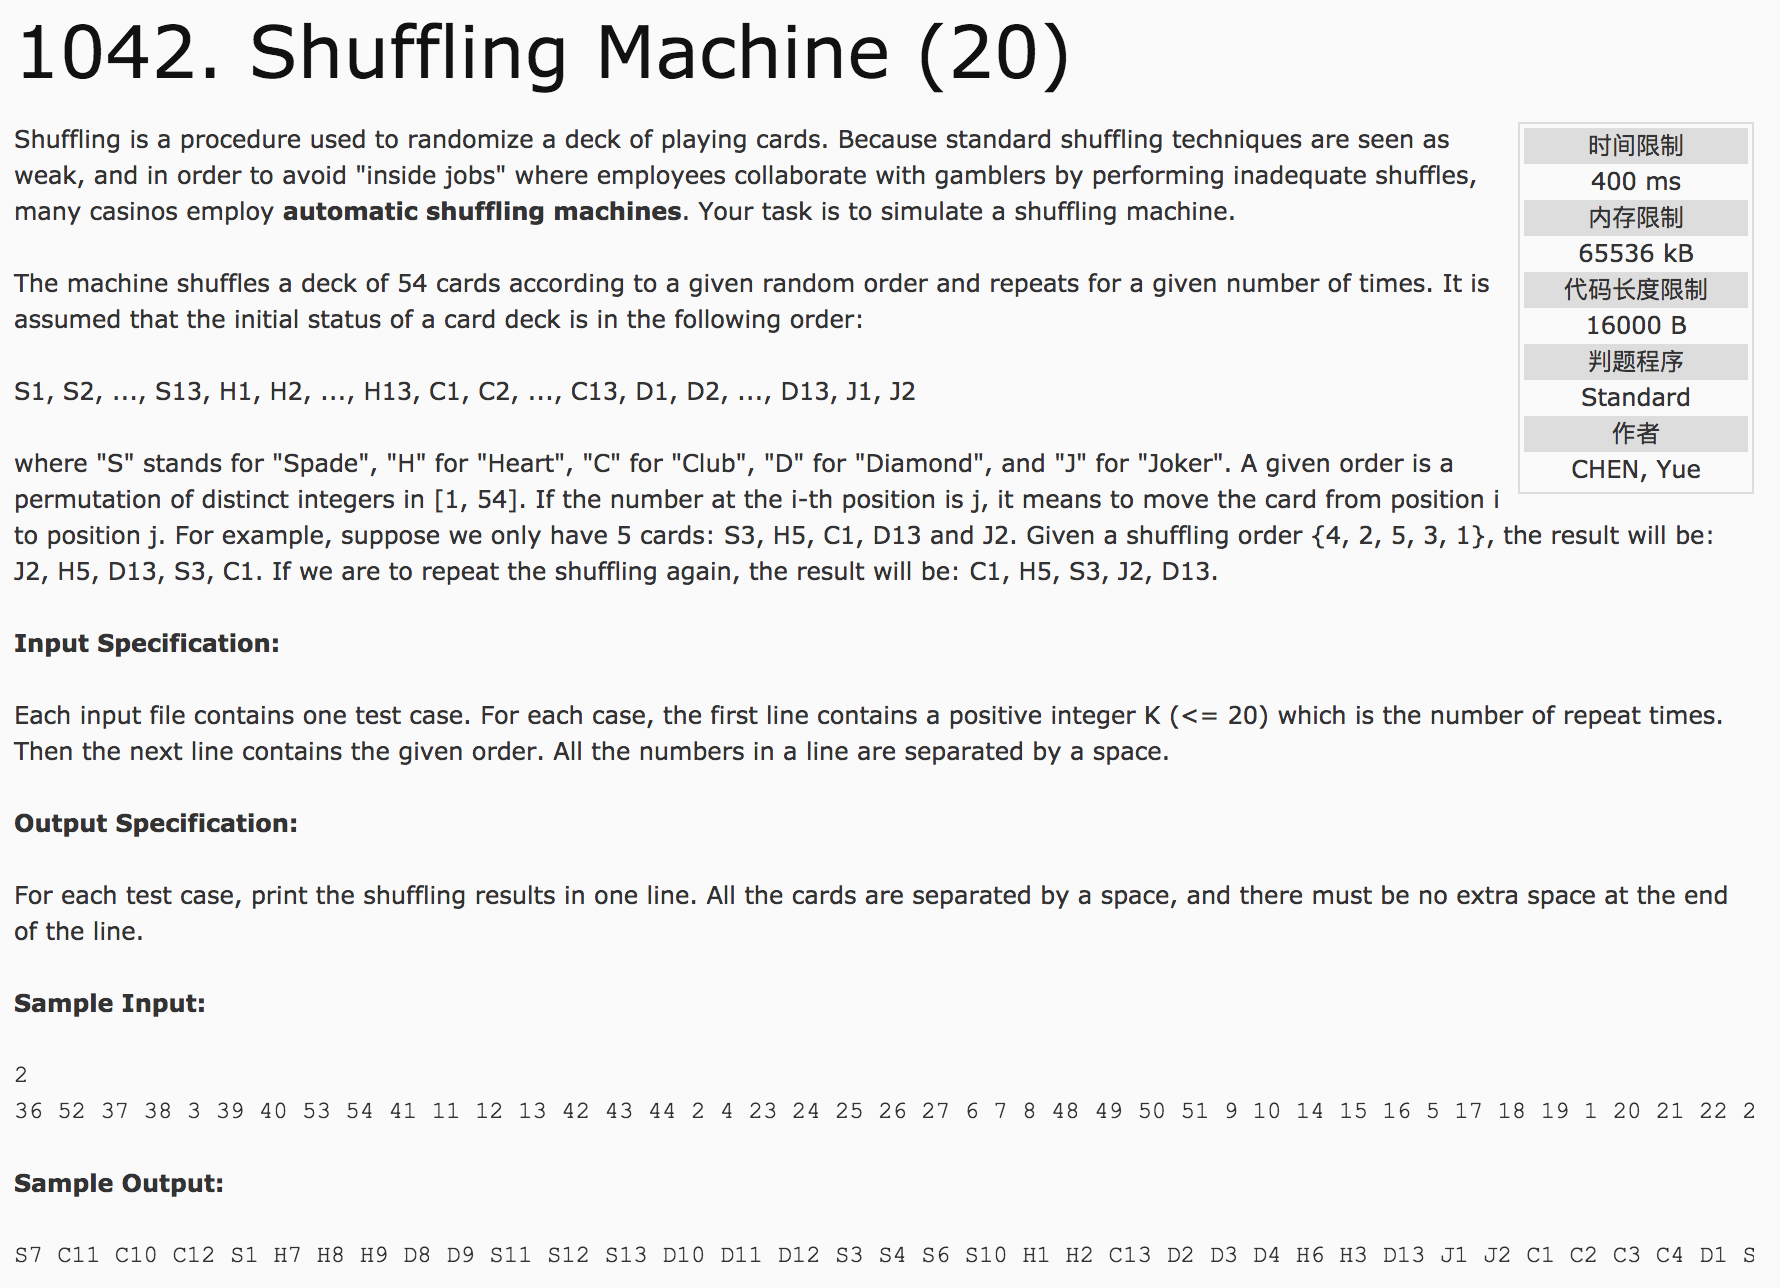 1042. Shuffling Machine (20)
Shuffling is a procedure used to randomize a deck of playing cards. Because standard shuffling techniques are seen as
weak, and in order to avoid "inside jobs" where employees collaborate with gamblers by performing inadequate shuffles,
many casinos employ automatic shuffling machines. Your task is to simulate a shuffling machine.
The machine shuffles a deck of 54 cards according to a given random order and repeats for a given number of times. It is
assumed that the initial status of a card deck is in the following order:
S1, S2, ..., S13, H1, H2, ..., H13, C1, C2, ..., C13, D1, D2, ..., D13, J1, J2
where "S" stands for "Spade", "H" for "Heart", "C" for "Club", "D" for "Diamond", and "J" for "Joker". A given order is a
permutation of distinct integers in [1, 54]. If the number at the i-th position is j, it means to move the card from position i
to position j. For example, suppose we only have 5 cards: S3, H5, C1, D13 and J2. Given a shuffling order {4, 2, 5, 3, 1}, the result will be:
J2, H5, D13, S3, C1. If we are to repeat the shuffling again, the result will be: C1, H5, S3, J2, D13.
时间限制
400 ms
内存限制
65536 kB
代码长度限制
16000 B
判题程序
Standard
作者
CHEN, Yue
Input Specification:
Each input file contains one test case. For each case, the first line contains a positive integer K (<= 20) which is the number of repeat times.
Then the next line contains the given order. All the numbers in a line are separated by a space.
Output Specification:
For each test case, print the shuffling results in one line. All the cards are separated by a space, and there must be no extra space at the end
of the line.
Sample Input:
2
36 52 37 38 3 39 40 53 54 41 11 12 13 42 43 44 2 4 23 24 25 26 27 6 7 8 48 49 50 51 9 10 14 15 16 5 17 18 19 1 20 21 22 2
Sample Output:
S7 C11 C10 C12 S1 H7 H8 H9 D8 D9 S11 S12 S13 D10 D11 D12 S3 S4 S6 S10 H1 H2 C13 D2 D3 D4 H6 H3 D13 J1 J2 C1 C2 C3 C4 D1 S